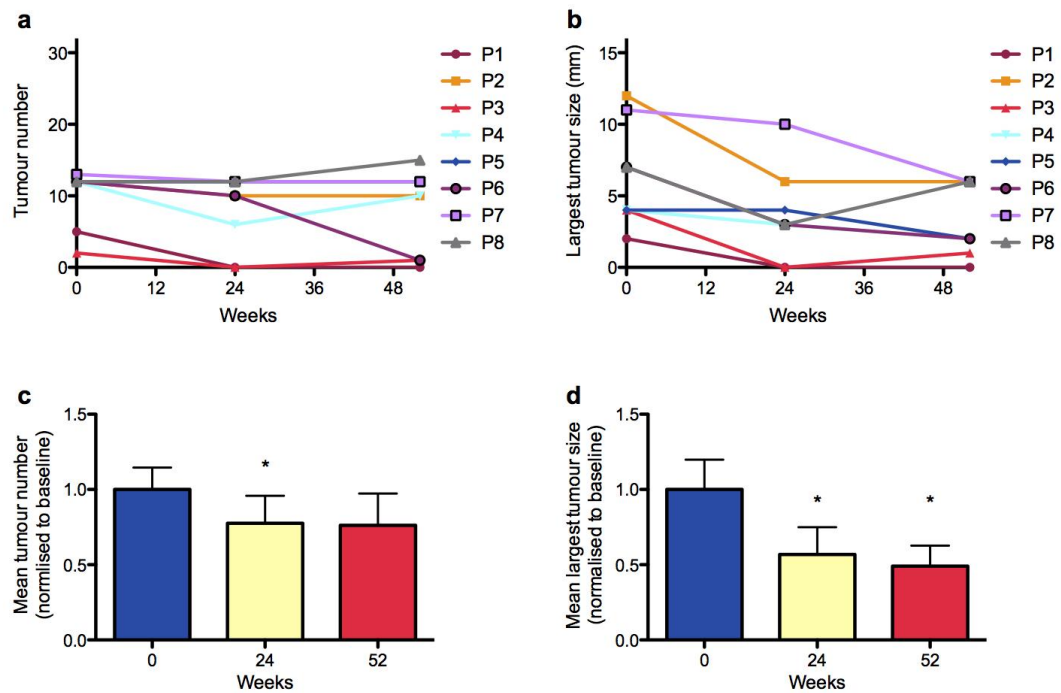 a
Tumour number
30
20
10
0
0 12 24 36 48
Weeks
P1
P2
P3
P4
P5
P6
P7
P8
b
Largest tumour size (mm)
15
10
5
0
0 12 24 36 48
Weeks
P1
P2
P3
P4
P5
P6
P7
P8
c
Mean tumour number
(normlised to baseline)
1.5
1.0
0.5
0.0
*
0 24 52
Weeks
d
Mean largest tumour size
(normalised to baseline)
1.5
1.0
0.5
0.0
* *
0 24 52
Weeks